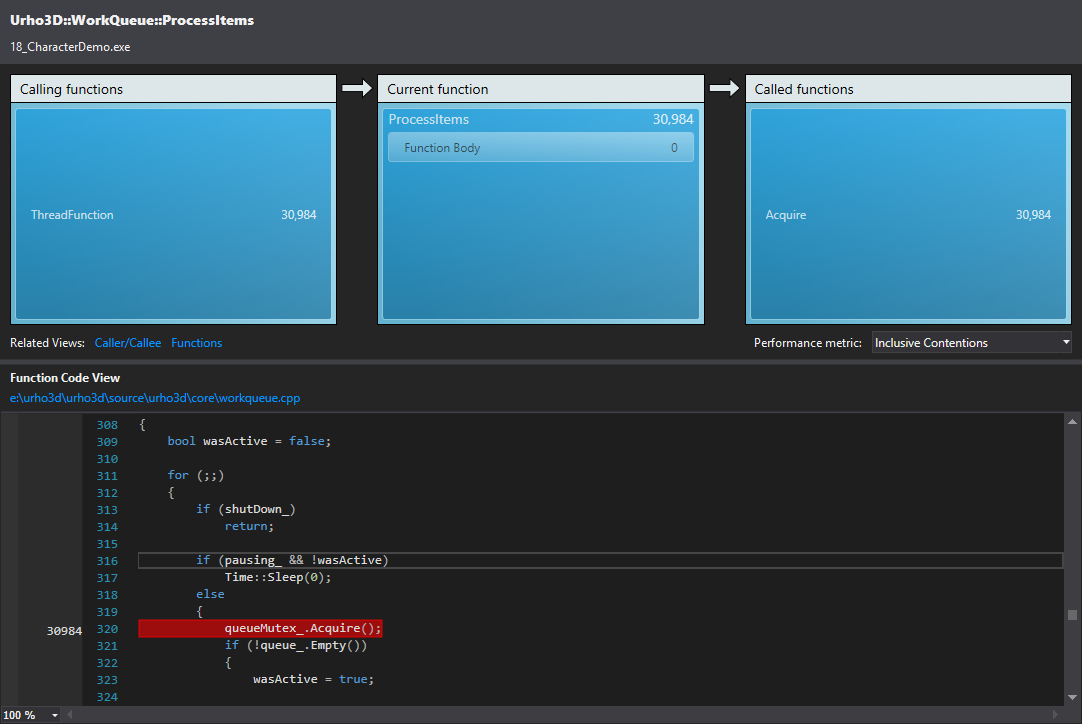 Urho3D::WorkQueue::ProcessItems
18_CharacterDemo.exe
Calling functions
Current function
Called functions
ThreadFunction 30,984
ProcessItems 30,984
Function Body 0
Acquire 30,984
Related Views: Caller/Callee Functions
Performance metric: Inclusive Contentions
Function Code View
e:\urho3d\urho3d\source\urho3d\core\workqueue.cpp
308 {
309 bool wasActive = false;
310
311 for (;;)
312 {
313 if (shutDown_)
314 return;
315
316 if (pausing_ && !wasActive)
317 Time::Sleep(0);
318 else
319 {
30984 320 queueMutex_.Acquire();
321 if (!queue_.Empty())
322 {
323 wasActive = true;
324
100 %